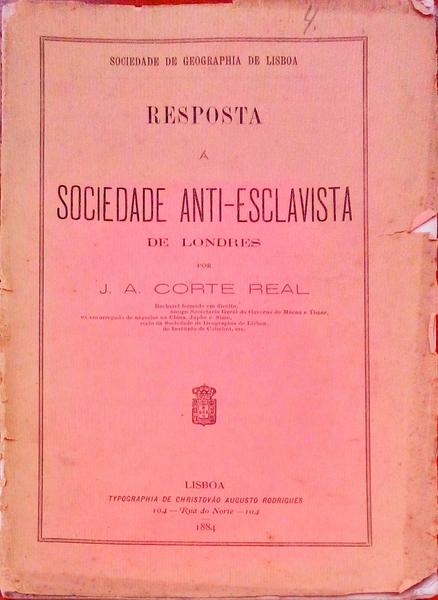 4.
SOCIEDADE DE GEOGRAPHIA DE LISBOA
RESPOSTA
Á
SOCIEDADE ANTI-ESCLAVISTA
DE LONDRES
POR
J. A. CORTE REAL
Bacharel formado em direito,
antigo Secretario Geral do Governo de Macau e Timor,
ex-encarregado de negocios na China, Japão e Siam,
socio da Sociedade de Geographia de Lisboa,
do Instituto de Coimbra, etc.
LISBOA
TYPOGRAPHIA DE CHRISTOVÃO AUGUSTO RODRIGUES
104 — Rua do Norte — 104
1884